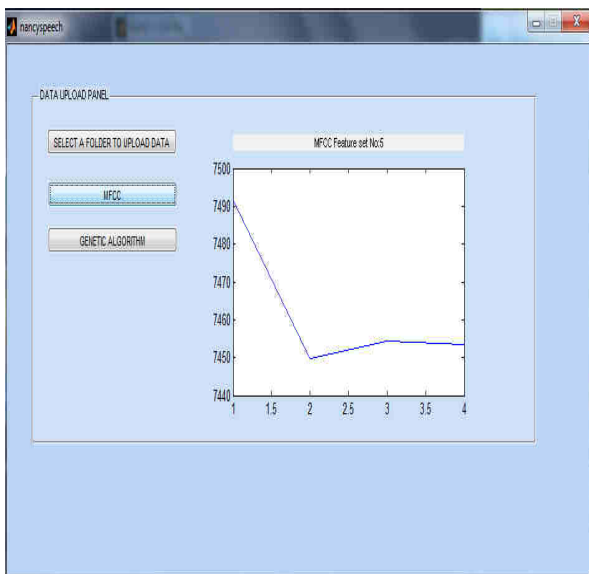 nancyspeech
DATA UPLOAD PANEL
SELECT A FOLDER TO UPLOAD DATA
MFCC
GENETIC ALGORITHM
MFCC Feature set No:5
7500
7490
7480
7470
7460
7450
7440
1 1.5 2 2.5 3 3.5 4